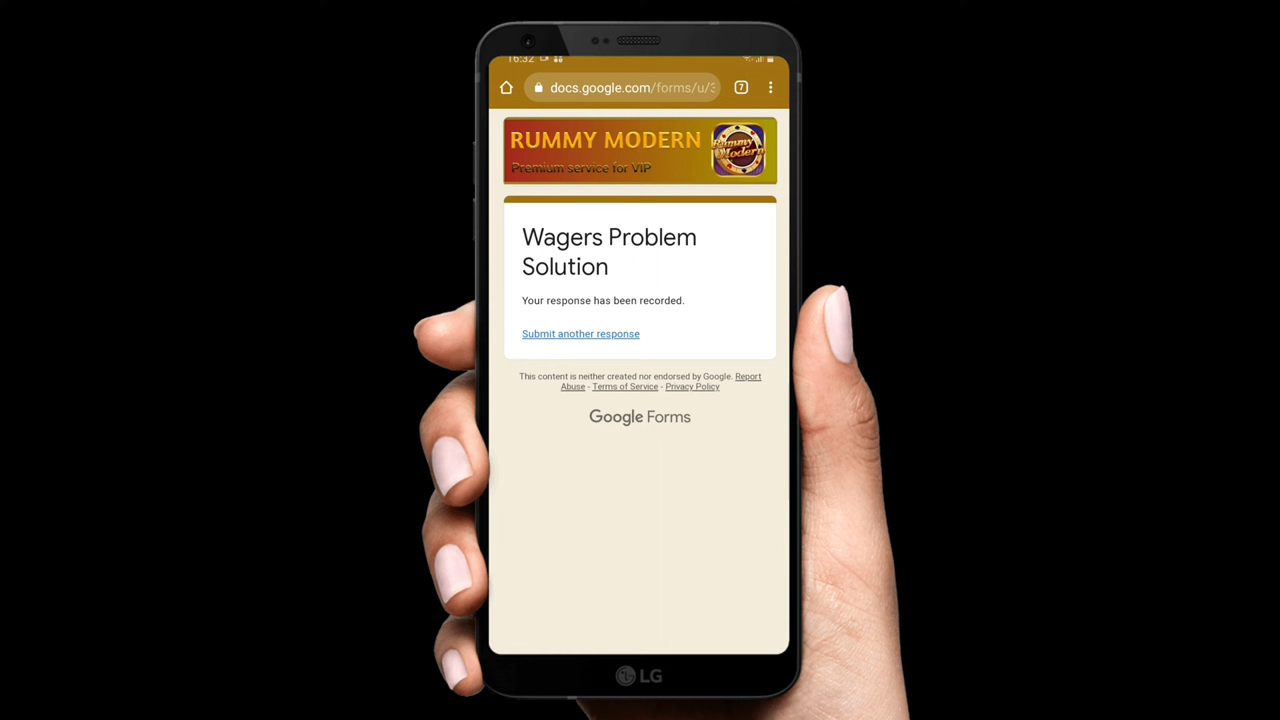 16:32
docs.google.com/forms/u/3
7
RUMMY MODERN
Premium service for VIP
Rummy
Modern
Wagers Problem
Solution
Your response has been recorded.
Submit another response
This content is neither created nor endorsed by Google. Report
Abuse - Terms of Service - Privacy Policy
Google Forms
LG